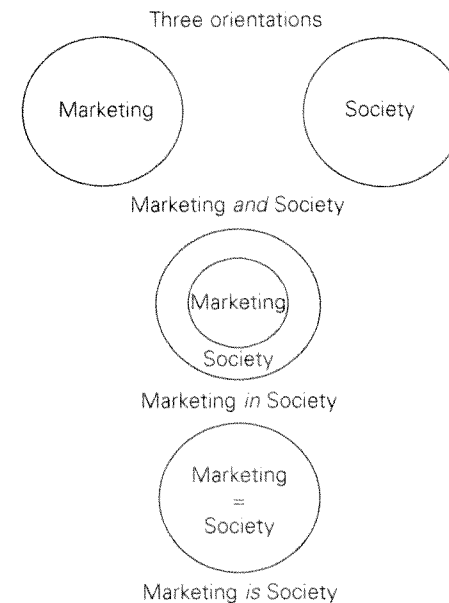 Three orientations
Marketing
Society
Marketing and Society
Marketing
Society
Marketing in Society
Marketing
=
Society
Marketing is Society